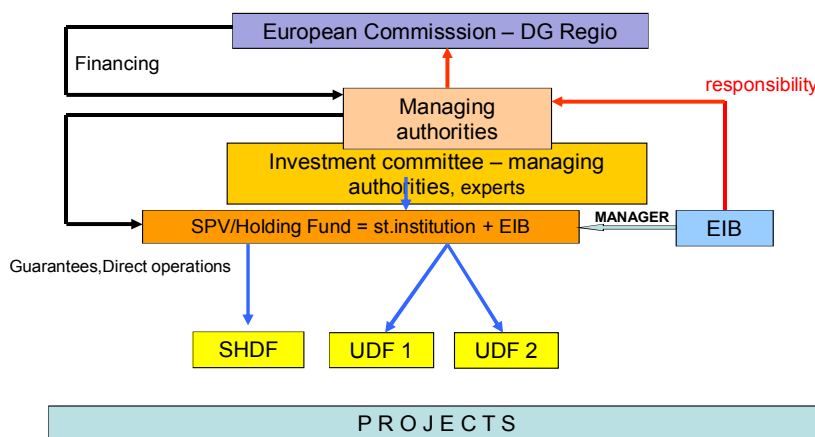 European Commisssion – DG Regio
Financing
responsibility
Managing
authorities
Investment committee – managing
authorities, experts
SPV/Holding Fund = st.institution + EIB
MANAGER
EIB
Guarantees,Direct operations
SHDF
UDF 1
UDF 2
P R O J E C T S